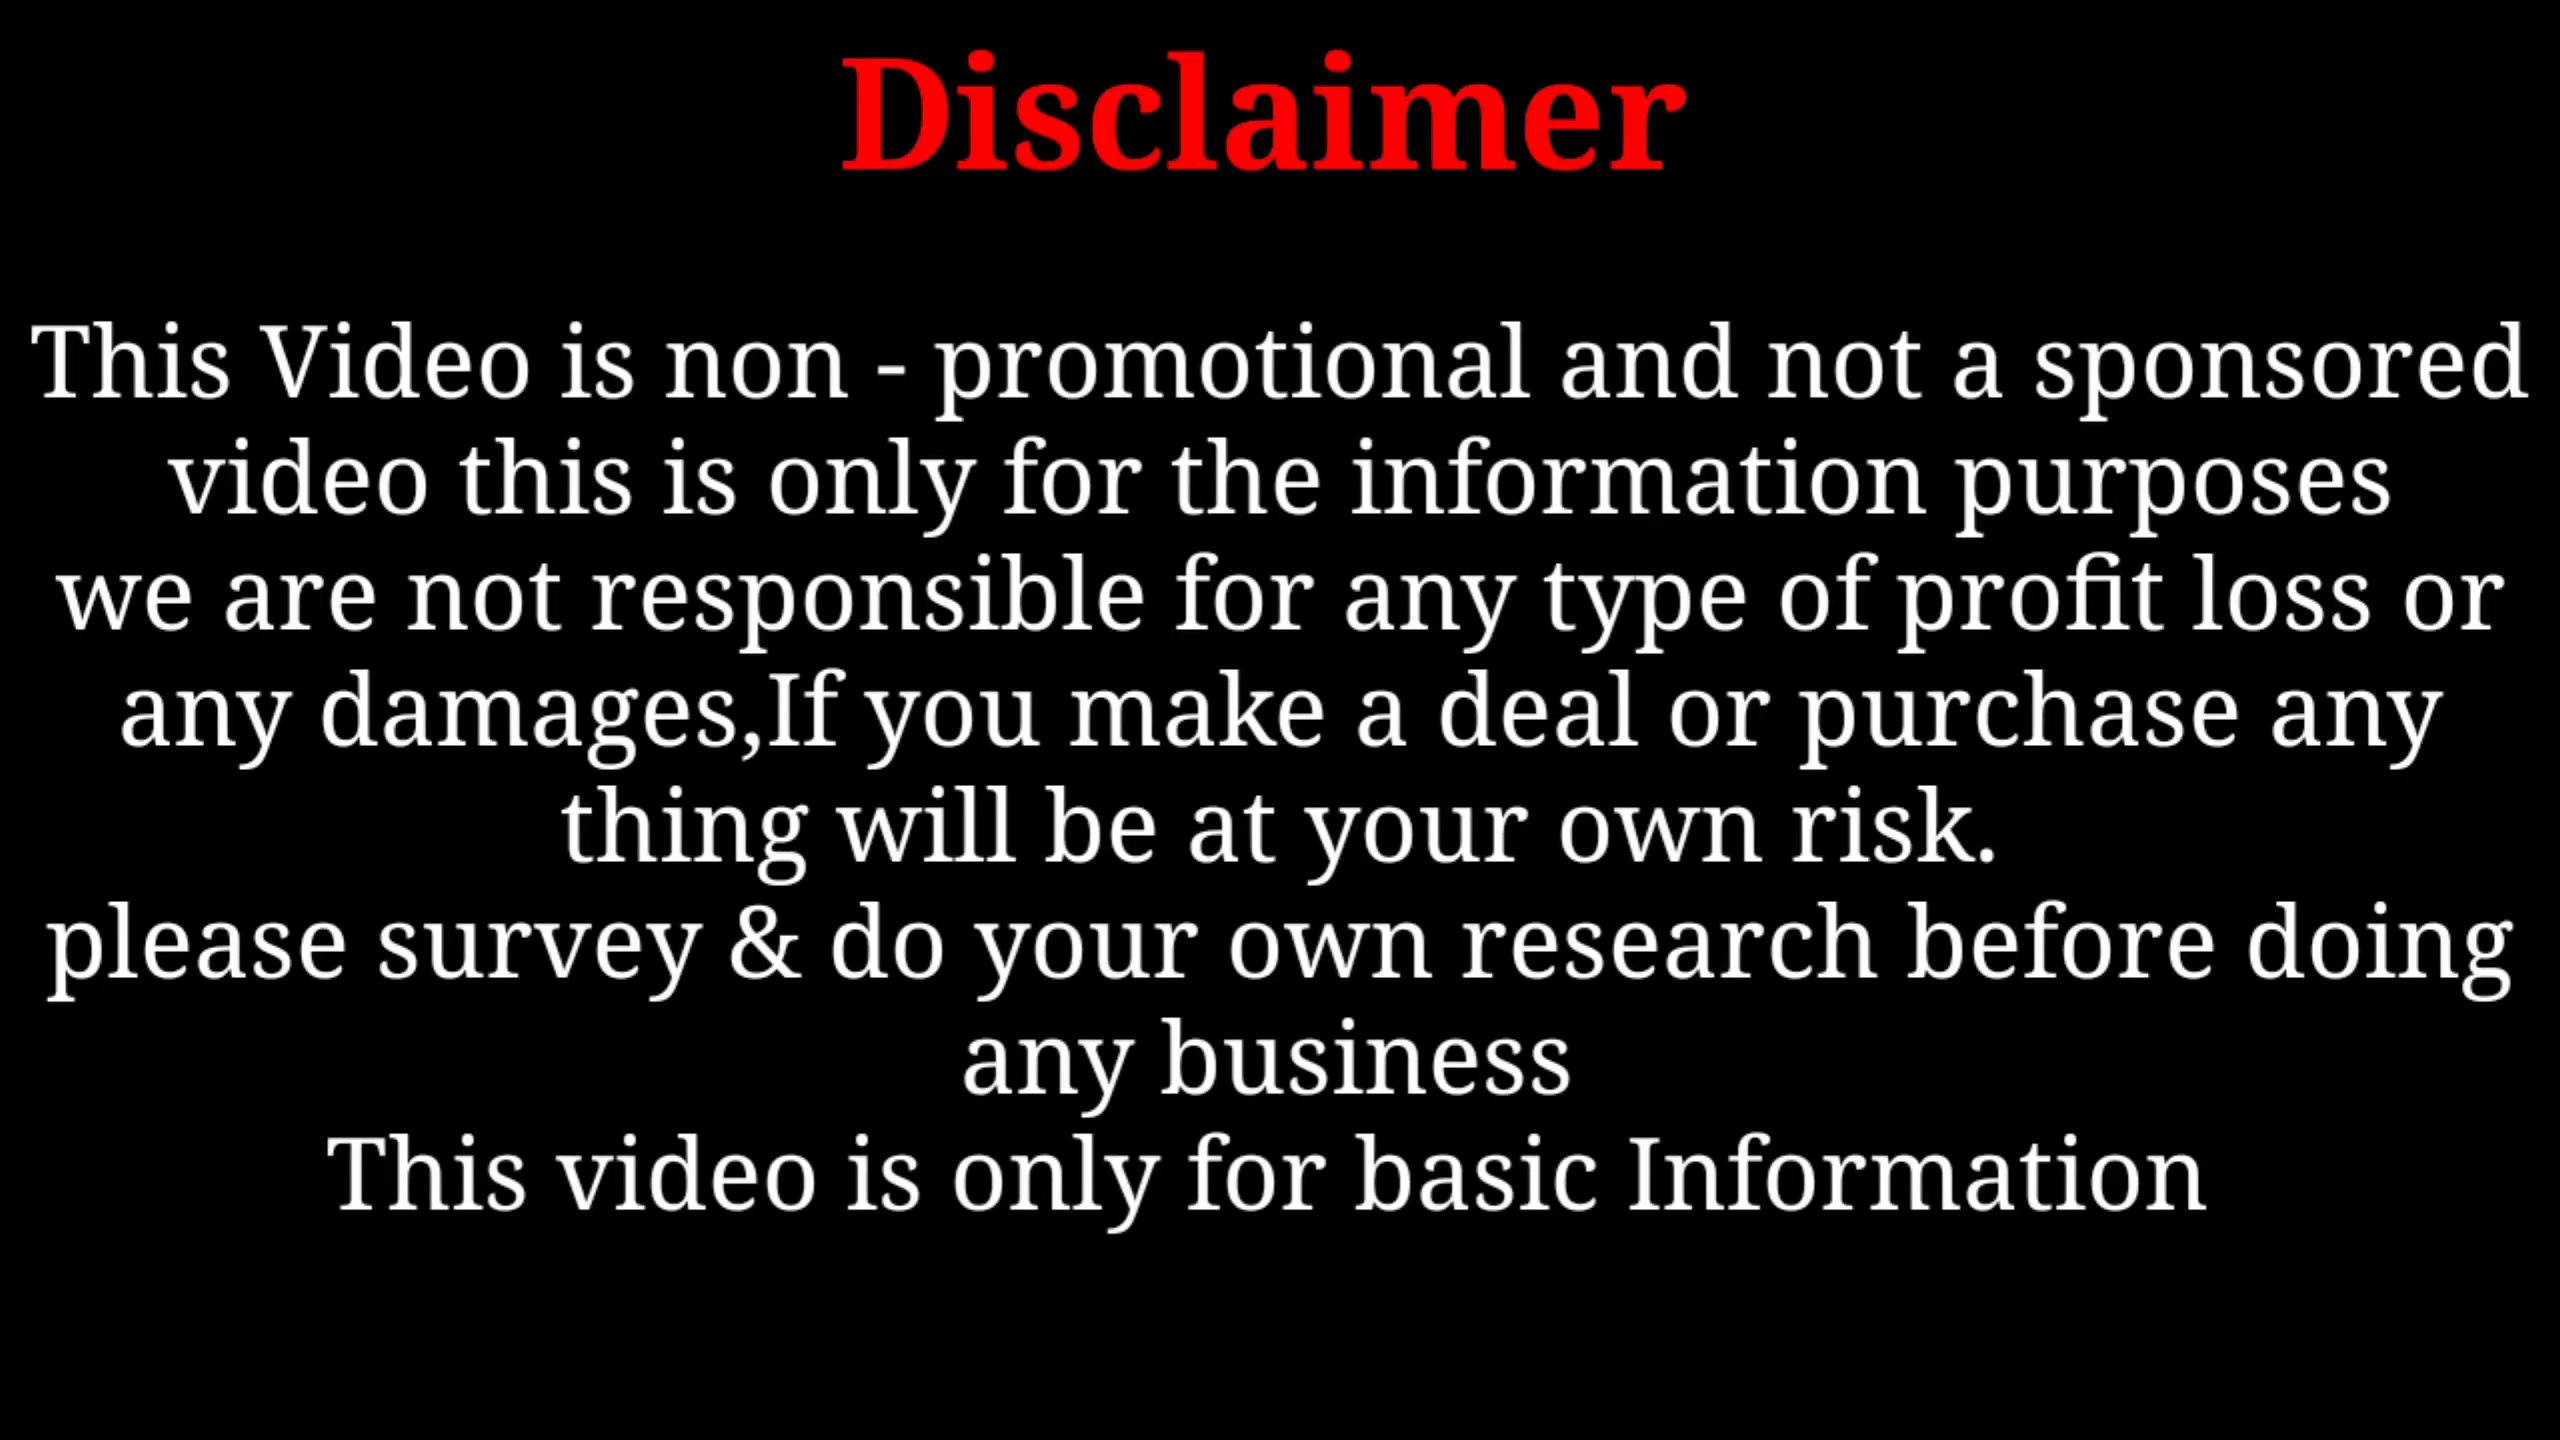 Disclaimer
This Video is non - promotional and not a sponsored
video this is only for the information purposes
we are not responsible for any type of profit loss or
any damages,If you make a deal or purchase any
thing will be at your own risk.
please survey & do your own research before doing
any business
This video is only for basic Information